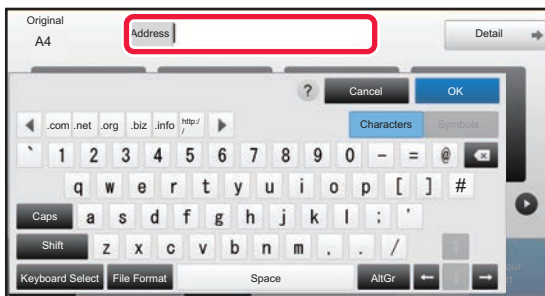 Original
A4
Address
Detail
? Cancel OK
.com .net .org .biz .info http:/
/
Characters Symbols
` 1 2 3 4 5 6 7 8 9 0 - = @
q w e r t y u i o p [ ] #
Caps a s d f g h j k l ; '
Shift z x c v b n m , . /
Keyboard Select File Format Space AltGr